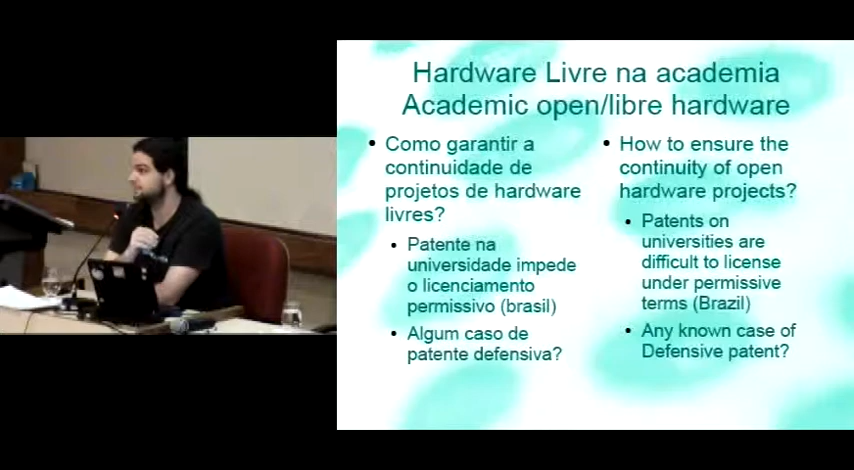 Hardware Livre na academia
Academic open/libre hardware
• Como garantir a
continuidade de
projetos de hardware
livres?
• Patente na
universidade impede
o licenciamento
permissivo (brasil)
• Algum caso de
patente defensiva?
• How to ensure the
continuity of open
hardware projects?
• Patents on
universities are
difficult to license
under permissive
terms (Brazil)
• Any known case of
Defensive patent?